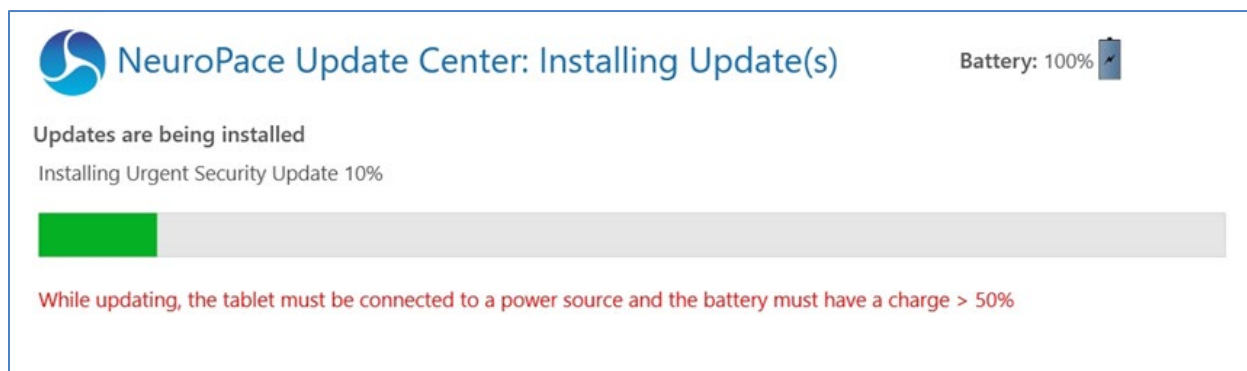 NeuroPace Update Center: Installing Update(s)
Battery: 100%
Updates are being installed
Installing Urgent Security Update 10%
While updating, the tablet must be connected to a power source and the battery must have a charge > 50%